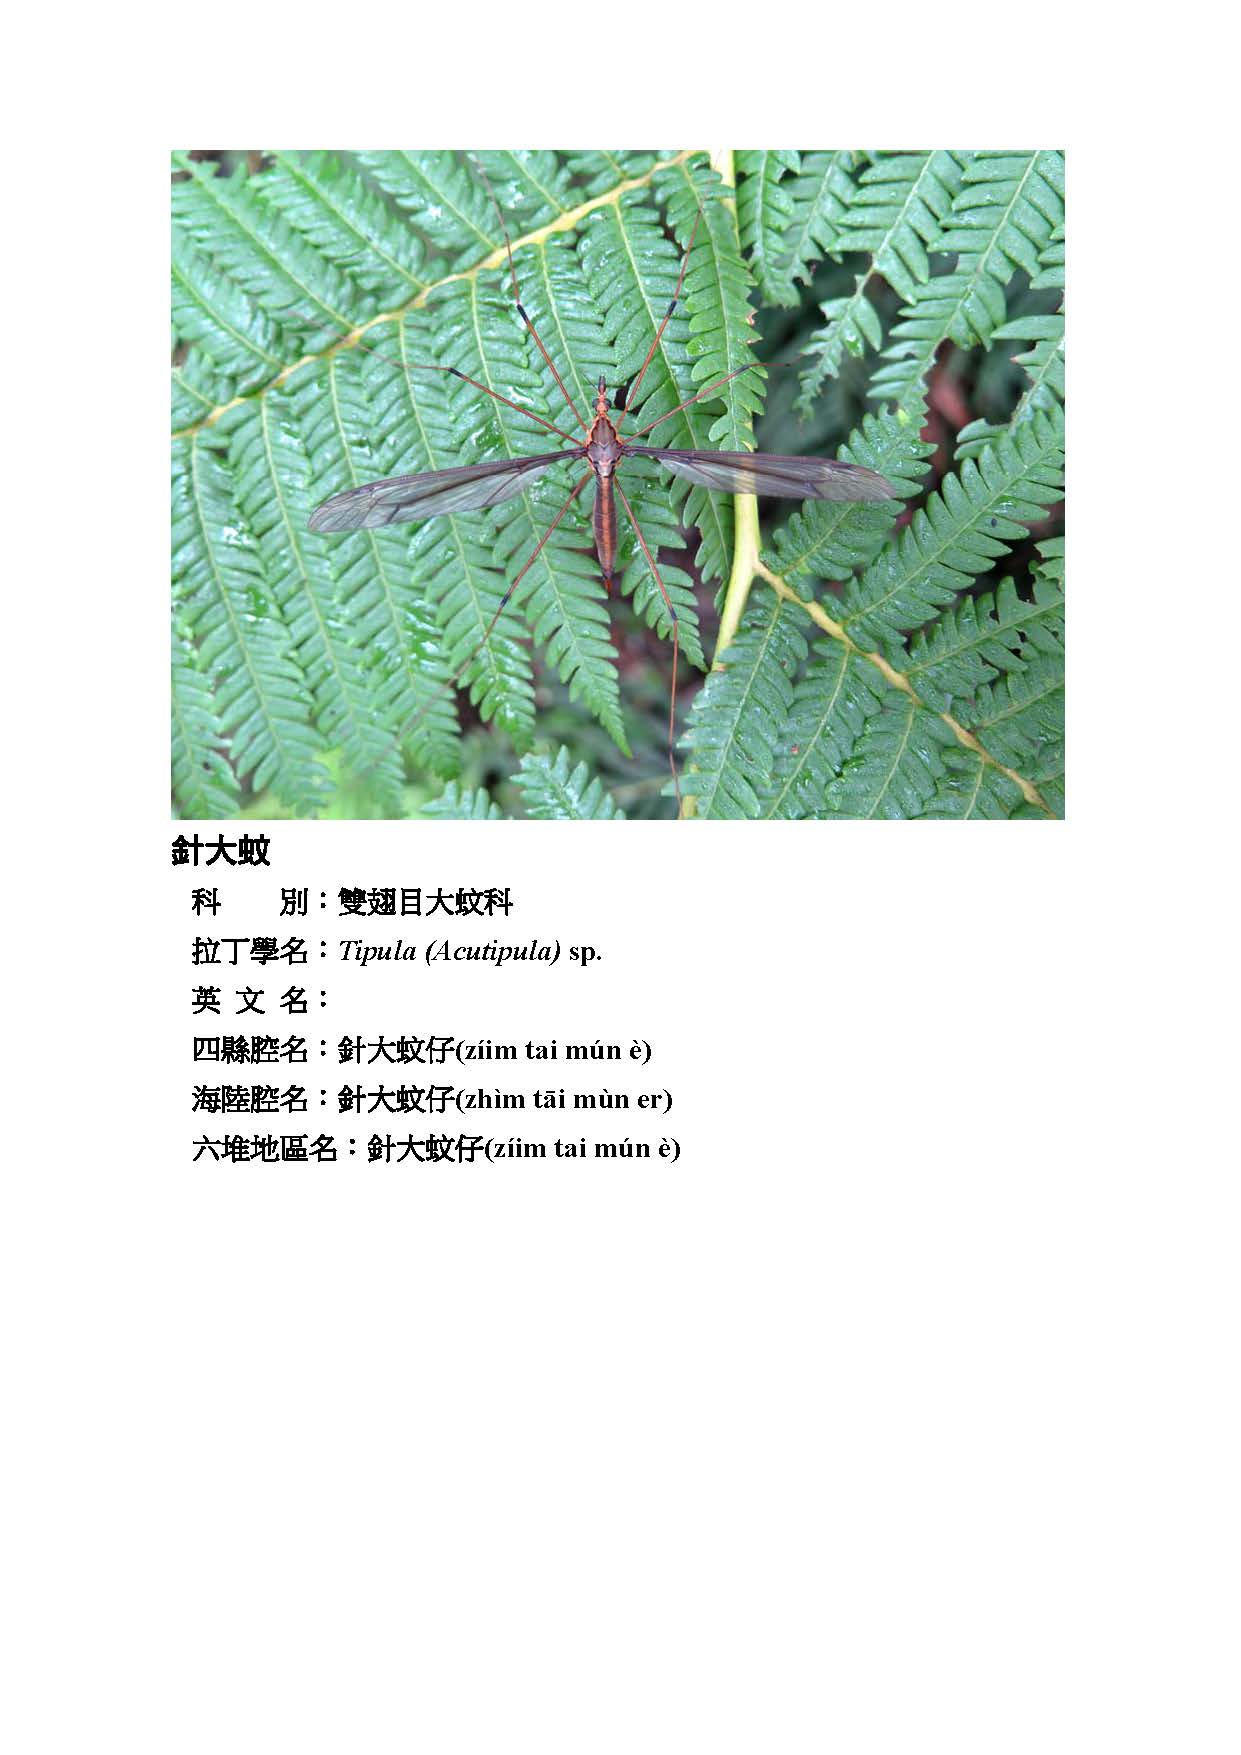 針大蚊
科　　別：雙翅目大蚊科
拉丁學名：Tipula (Acutipula) sp.
英 文 名：
四縣腔名：針大蚊仔(zíim tai mún è)
海陸腔名：針大蚊仔(zhìm tāi mùn er)
六堆地區名：針大蚊仔(zíim tai mún è)